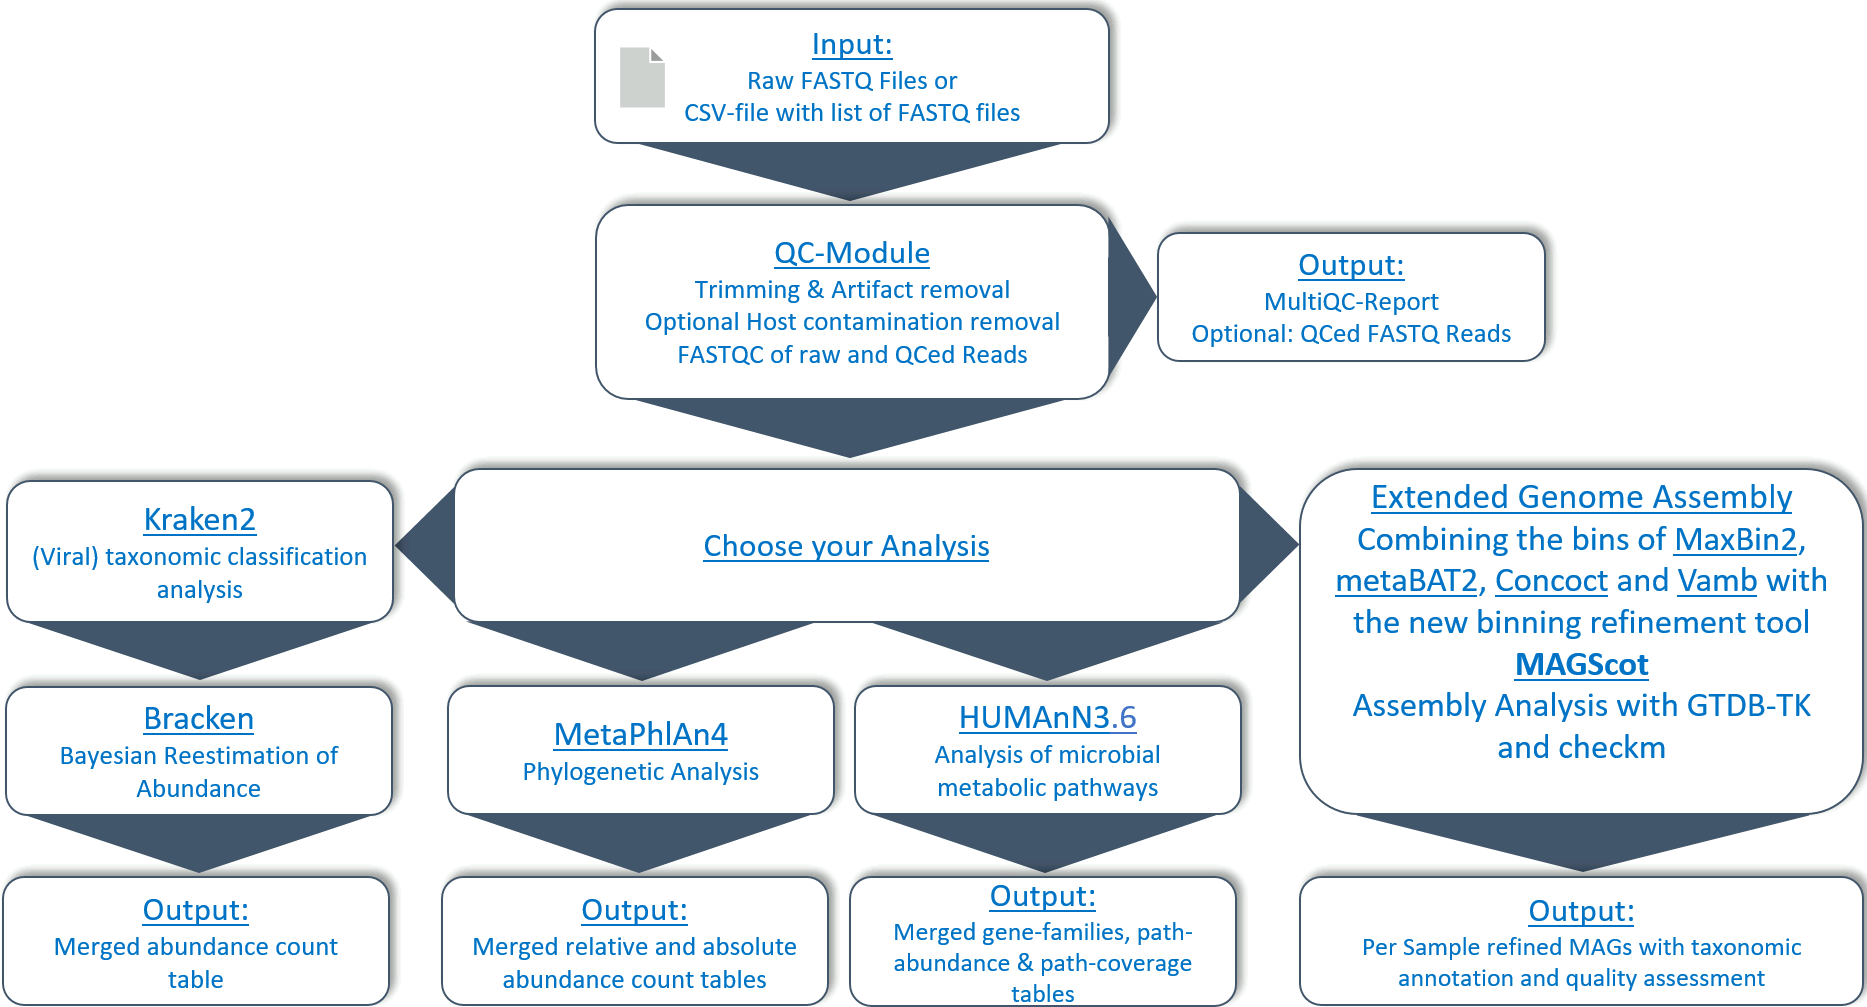 Input:
Raw FASTQ Files or
CSV-file with list of FASTQ files
QC-Module
Trimming & Artifact removal
Optional Host contamination removal
FASTQC of raw and QCed Reads
Output:
MultiQC-Report
Optional: QCed FASTQ Reads
Choose your Analysis
Kraken2
(Viral) taxonomic classification
analysis
Bracken
Bayesian Reestimation of
Abundance
Output:
Merged abundance count
table
MetaPhlAn4
Phylogenetic Analysis
Output:
Merged relative and absolute
abundance count tables
HUMAnN3.6
Analysis of microbial
metabolic pathways
Output:
Merged gene-families, path-
abundance & path-coverage
tables
Extended Genome Assembly
Combining the bins of MaxBin2,
metaBAT2, Concoct and Vamb with
the new binning refinement tool
MAGScot
Assembly Analysis with GTDB-TK
and checkm
Output:
Per Sample refined MAGs with taxonomic
annotation and quality assessment